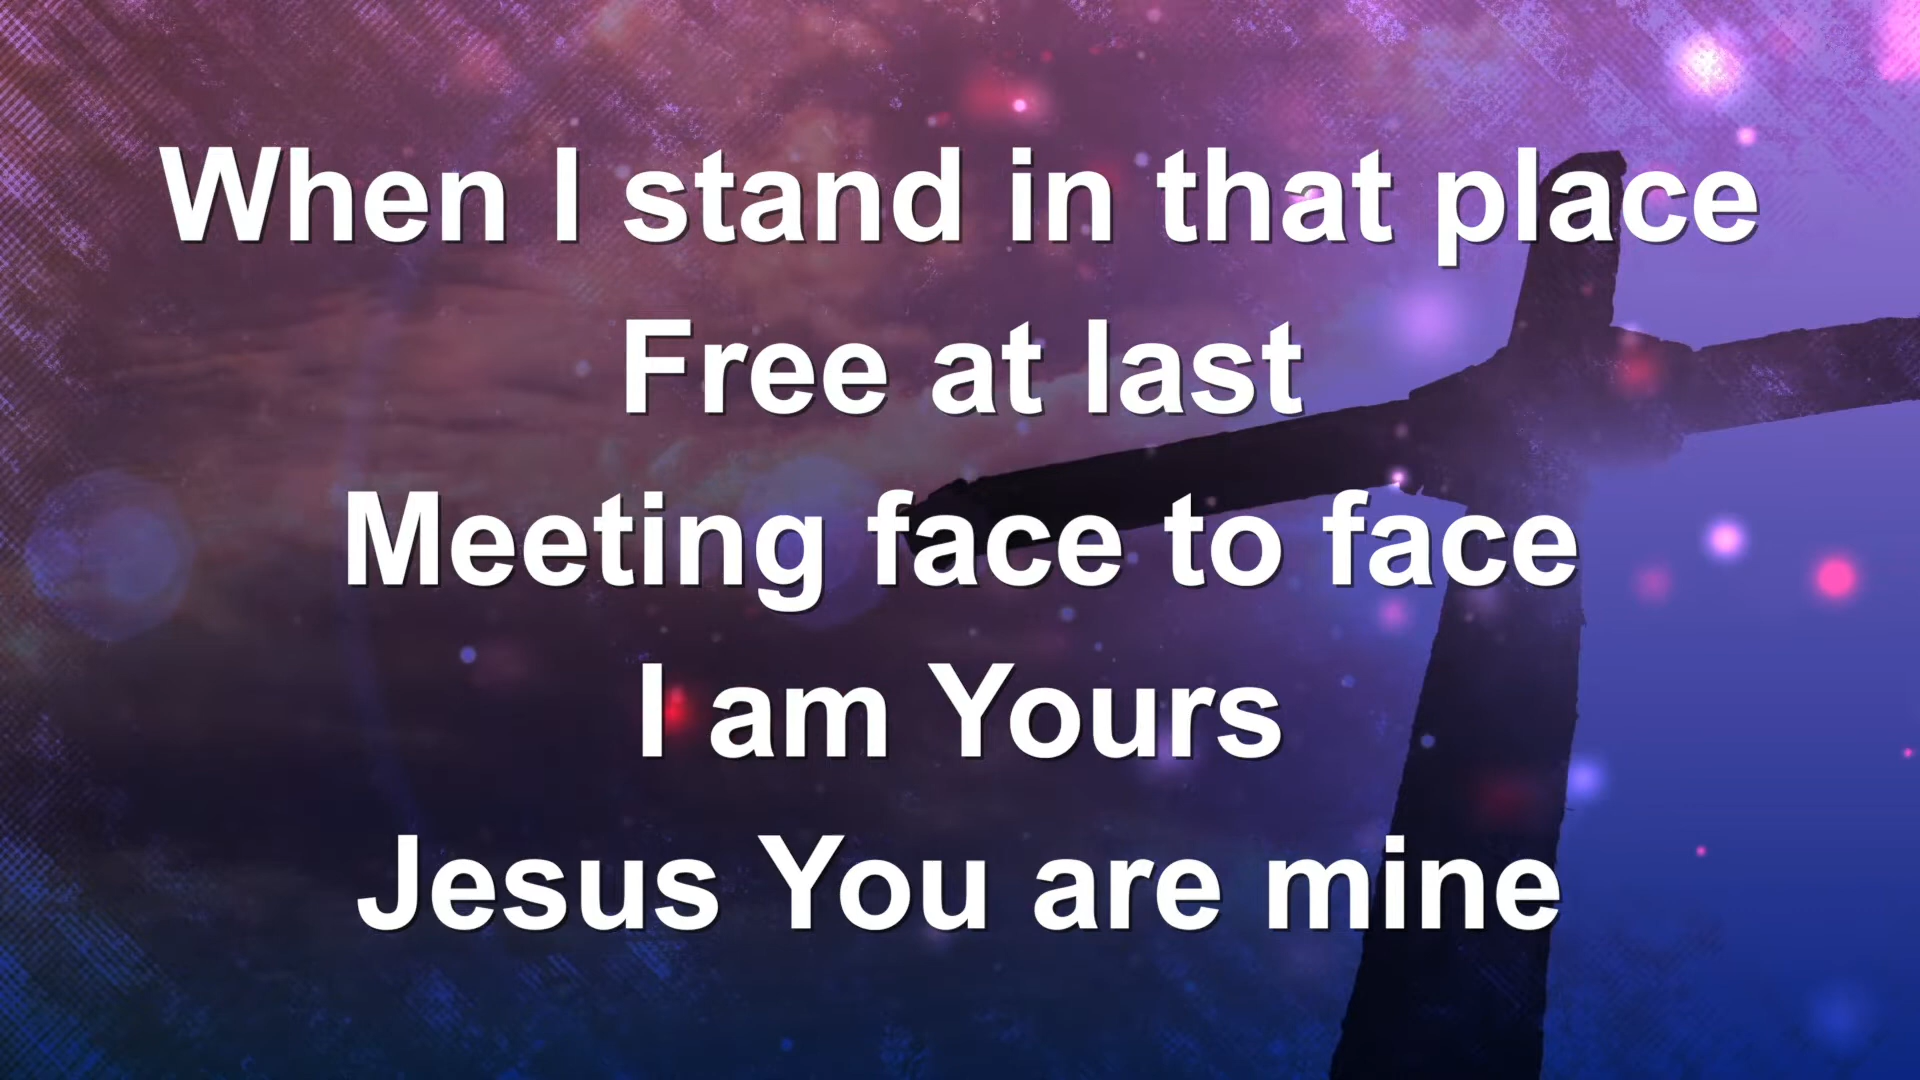 When I stand in that place
Free at last
Meeting face to face
I am Yours
Jesus You are mine